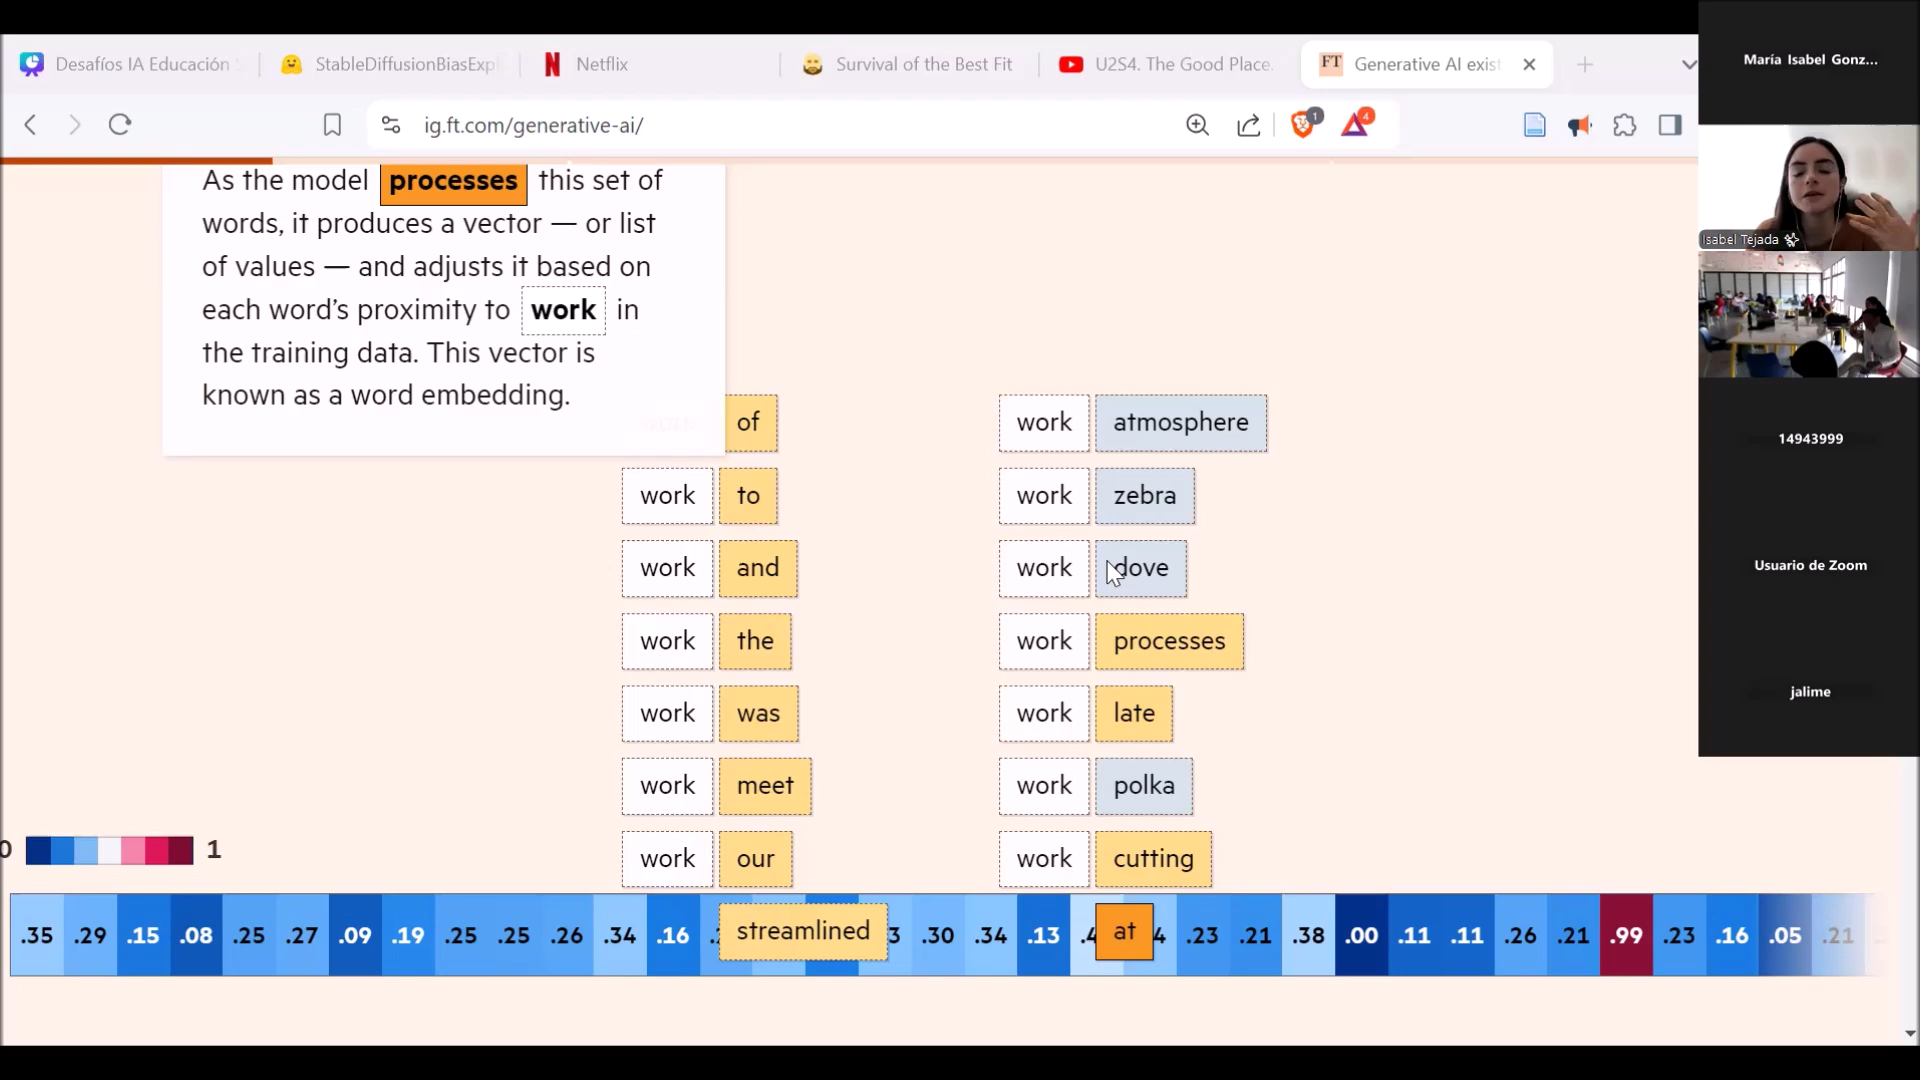 Desafíos IA Educación
StableDiffusionBiasExpl
Netflix
Survival of the Best Fit
U2S4. The Good Place.
FT
Generative AI exist
ig.ft.com/generative-ai/
1
4
As the model processes this set of
words, it produces a vector — or list
of values — and adjusts it based on
each word's proximity to work in
the training data. This vector is
known as a word embedding.
of
work to
work and
work the
work was
work meet
work our
streamlined
work atmosphere
work zebra
work dove
work processes
work late
work polka
work cutting
at
0 1
.35 .29 .15 .08 .25 .27 .09 .19 .25 .25 .26 .34 .16 .30 .34 .13 .23 .21 .38 .00 .11 .11 .26 .21 .99 .23 .16 .05 .21
María Isabel Gonz...
Isabel Tejada
14943999
Usuario de Zoom
jalime